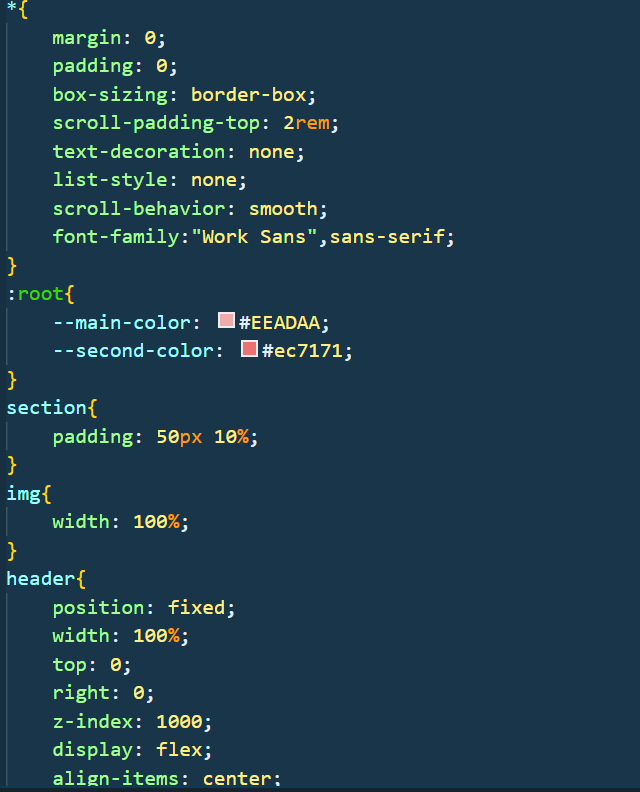 *{
    margin: 0;
    padding: 0;
    box-sizing: border-box;
    scroll-padding-top: 2rem;
    text-decoration: none;
    list-style: none;
    scroll-behavior: smooth;
    font-family:"Work Sans",sans-serif;
}
:root{
    --main-color: #EEADAA;
    --second-color: #ec7171;
}
section{
    padding: 50px 10%;
}
img{
    width: 100%;
}
header{
    position: fixed;
    width: 100%;
    top: 0;
    right: 0;
    z-index: 1000;
    display: flex;
    align-items: center;